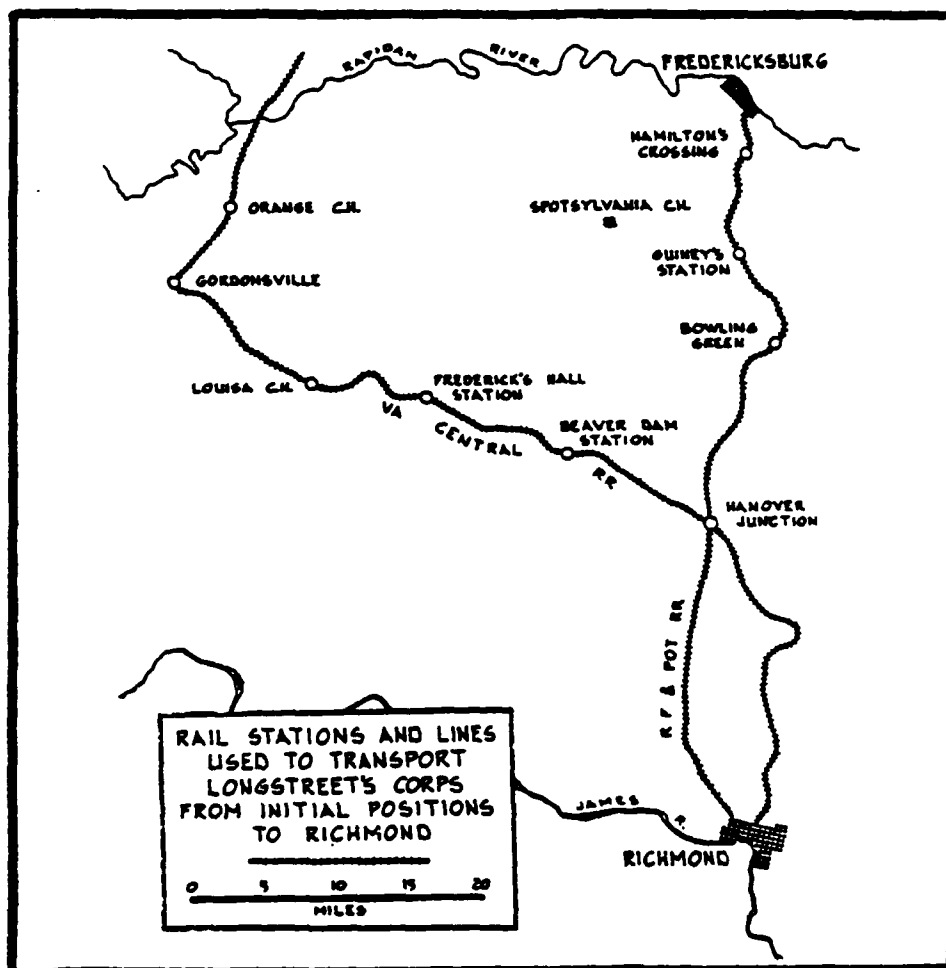 RAPIDAN RIVER
FREDERICKSBURG
HAMILTON'S
CROSSING
ORANGE C.H.
SPOTSYLVANIA C.H.
GUINEY'S
STATION
GORDONSVILLE
BOWLING
GREEN
LOUISA C.H.
FREDERICK'S HALL
STATION
VA CENTRAL RR
BEAVER DAM
STATION
HANOVER
JUNCTION
R F & POT RR
RAIL STATIONS AND LINES
USED TO TRANSPORT
LONGSTREET'S CORPS
FROM INITIAL POSITIONS
TO RICHMOND
0 5 10 15 20
MILES
JAMES R.
RICHMOND